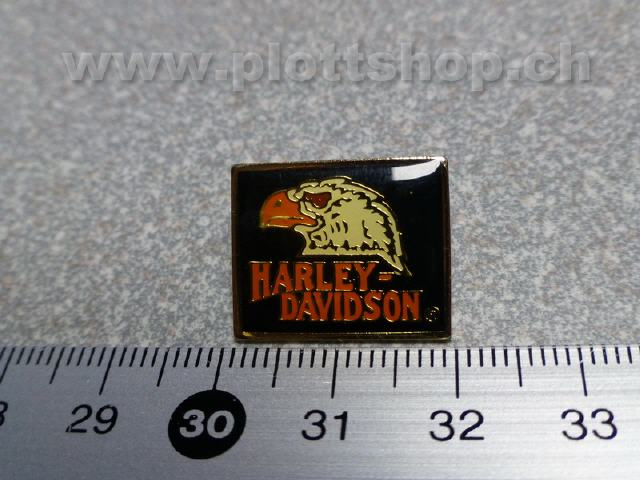 www.plottshop.ch
HARLEY-
DAVIDSON ®
29 30 31 32 33